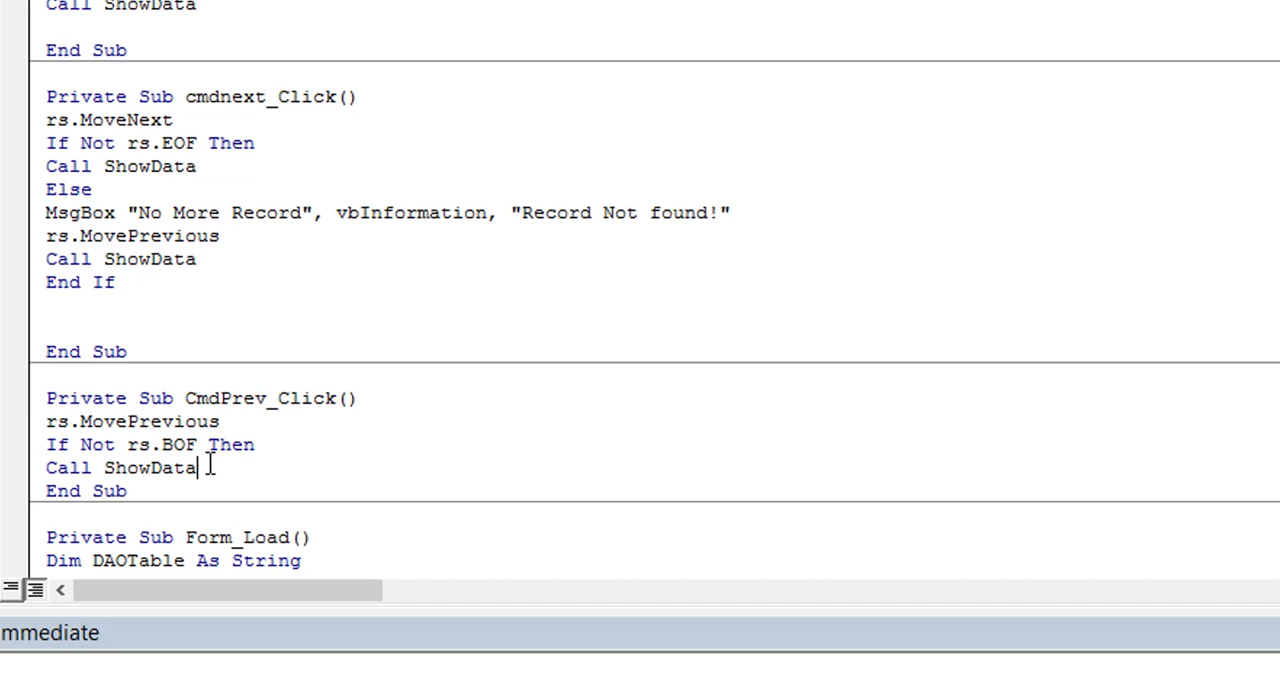 Call ShowData
End Sub
Private Sub cmdnext_Click()
rs.MoveNext
If Not rs.EOF Then
Call ShowData
Else
MsgBox "No More Record", vbInformation, "Record Not found!"
rs.MovePrevious
Call ShowData
End If
End Sub
Private Sub CmdPrev_Click()
rs.MovePrevious
If Not rs.BOF Then
Call ShowData
End Sub
Private Sub Form_Load()
Dim DAOTable As String
mmediate